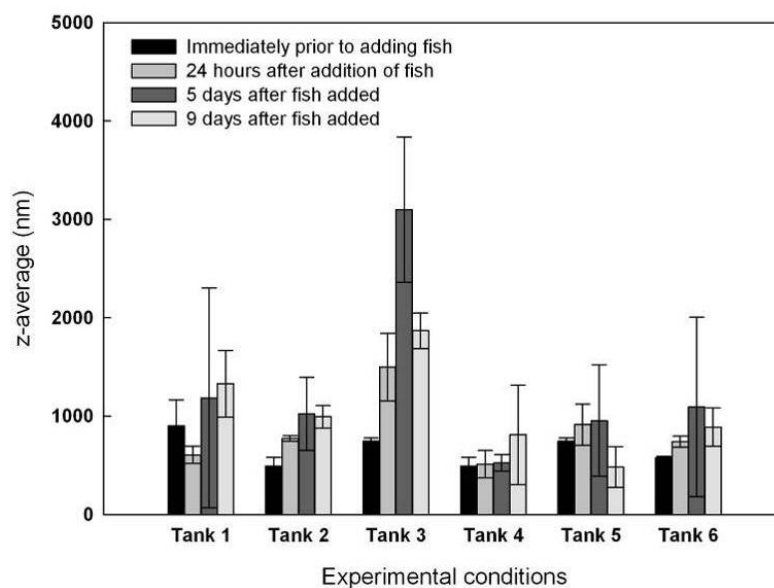 5000
Immediately prior to adding fish
24 hours after addition of fish
5 days after fish added
9 days after fish added
4000
3000
2000
1000
0
z-average (nm)
Tank 1 Tank 2 Tank 3 Tank 4 Tank 5 Tank 6
Experimental conditions